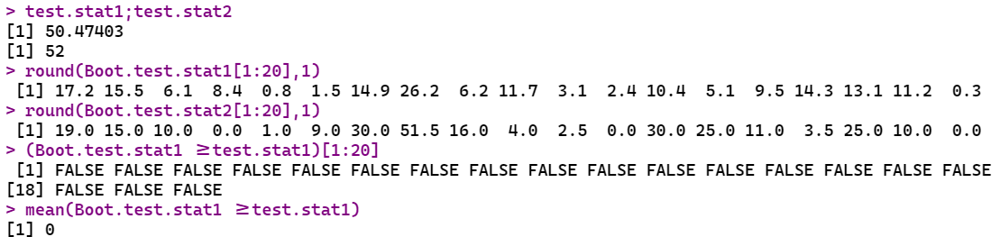 > test.stat1;test.stat2
[1] 50.47403
[1] 52
> round(Boot.test.stat1[1:20],1)
[1] 17.2 15.5 6.1 8.4 0.8 1.5 14.9 26.2 6.2 11.7 3.1 2.4 10.4 5.1 9.5 14.3 13.1 11.2 0.3
> round(Boot.test.stat2[1:20],1)
[1] 19.0 15.0 10.0 0.0 1.0 9.0 30.0 51.5 16.0 4.0 2.5 0.0 30.0 25.0 11.0 3.5 25.0 10.0 0.0
> (Boot.test.stat1 ≥test.stat1)[1:20]
[1] FALSE FALSE FALSE FALSE FALSE FALSE FALSE FALSE FALSE FALSE FALSE FALSE FALSE FALSE FALSE FALSE
[18] FALSE FALSE FALSE
> mean(Boot.test.stat1 ≥test.stat1)
[1] 0